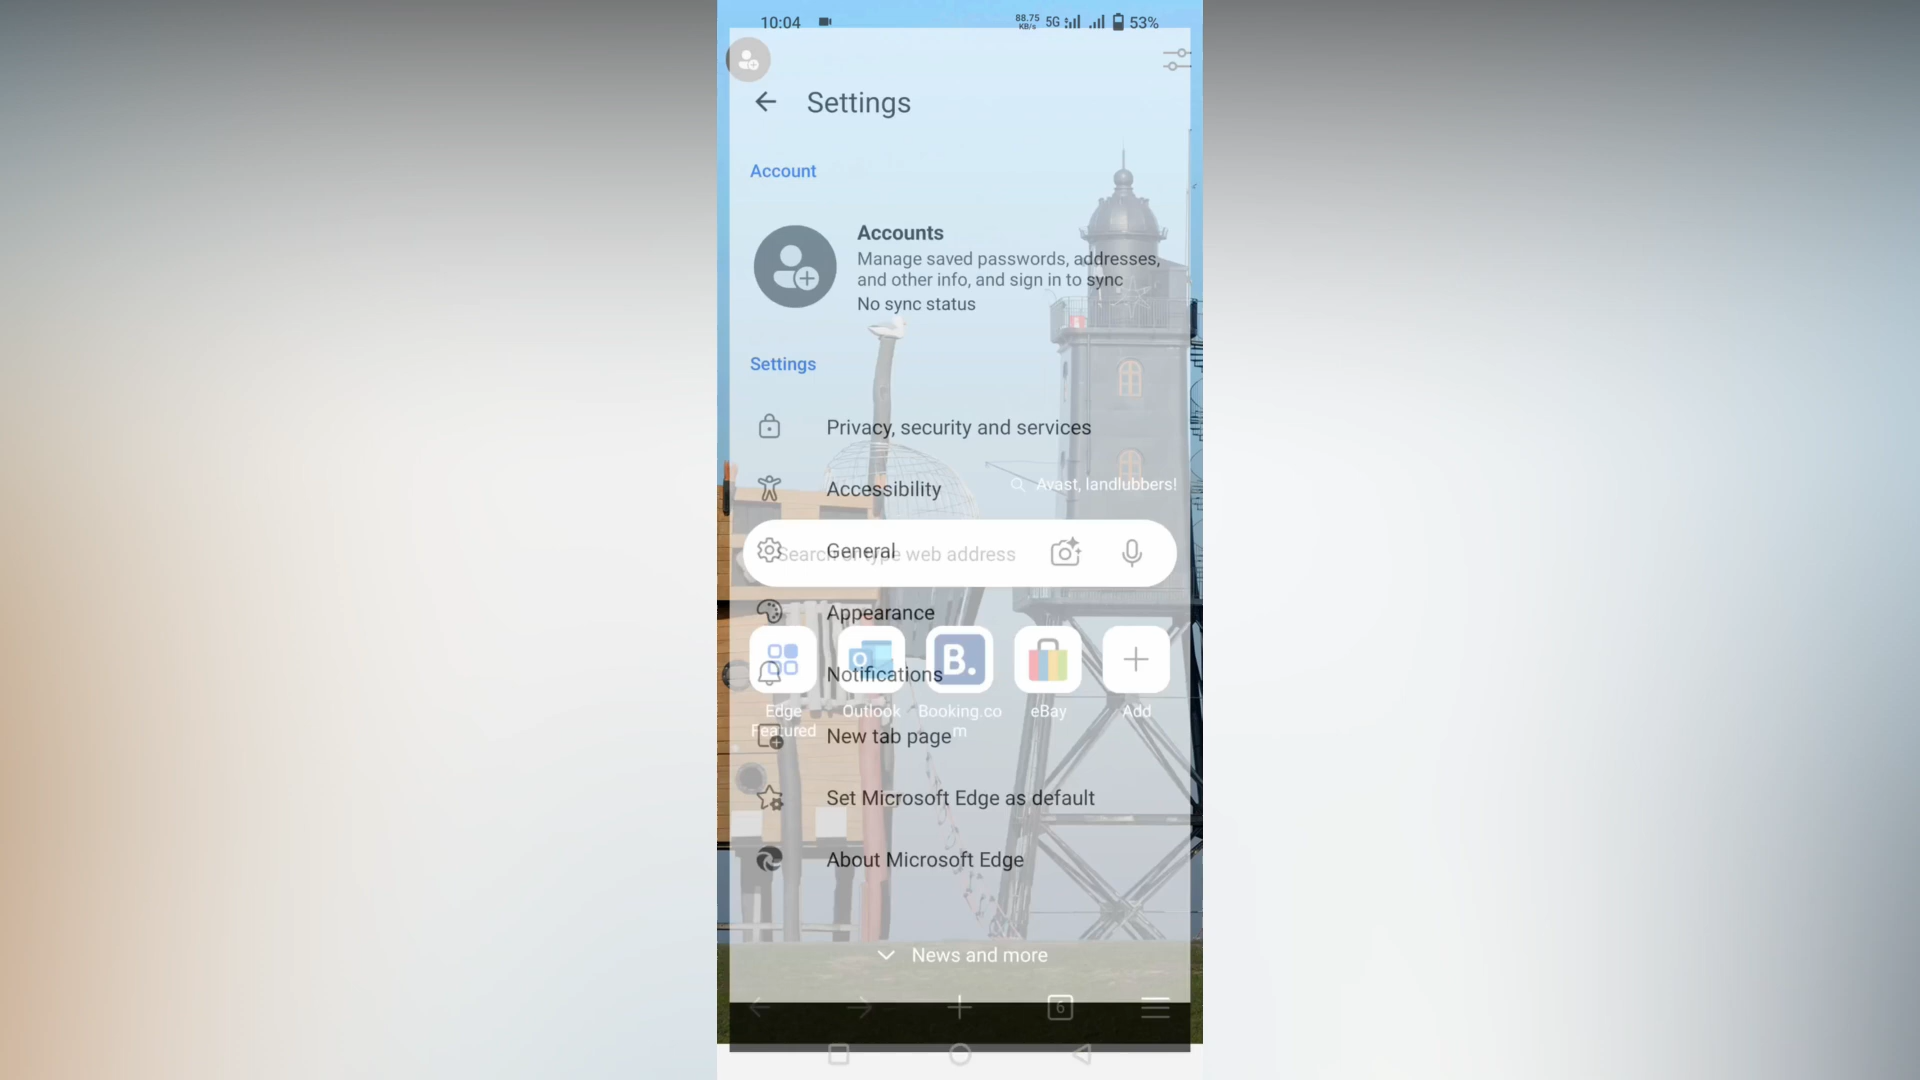 10:04
88.75
KB/s
5G
53%
Settings
Account
Accounts
Manage saved passwords, addresses,
and other info, and sign in to sync
No sync status
Settings
Privacy, security and services
Accessibility
Avast, landlubbers!
General
Search or type web address
Appearance
Notifications
Edge
Featured
Outlook
Booking.co
m
eBay
Add
New tab page
Set Microsoft Edge as default
About Microsoft Edge
News and more
6